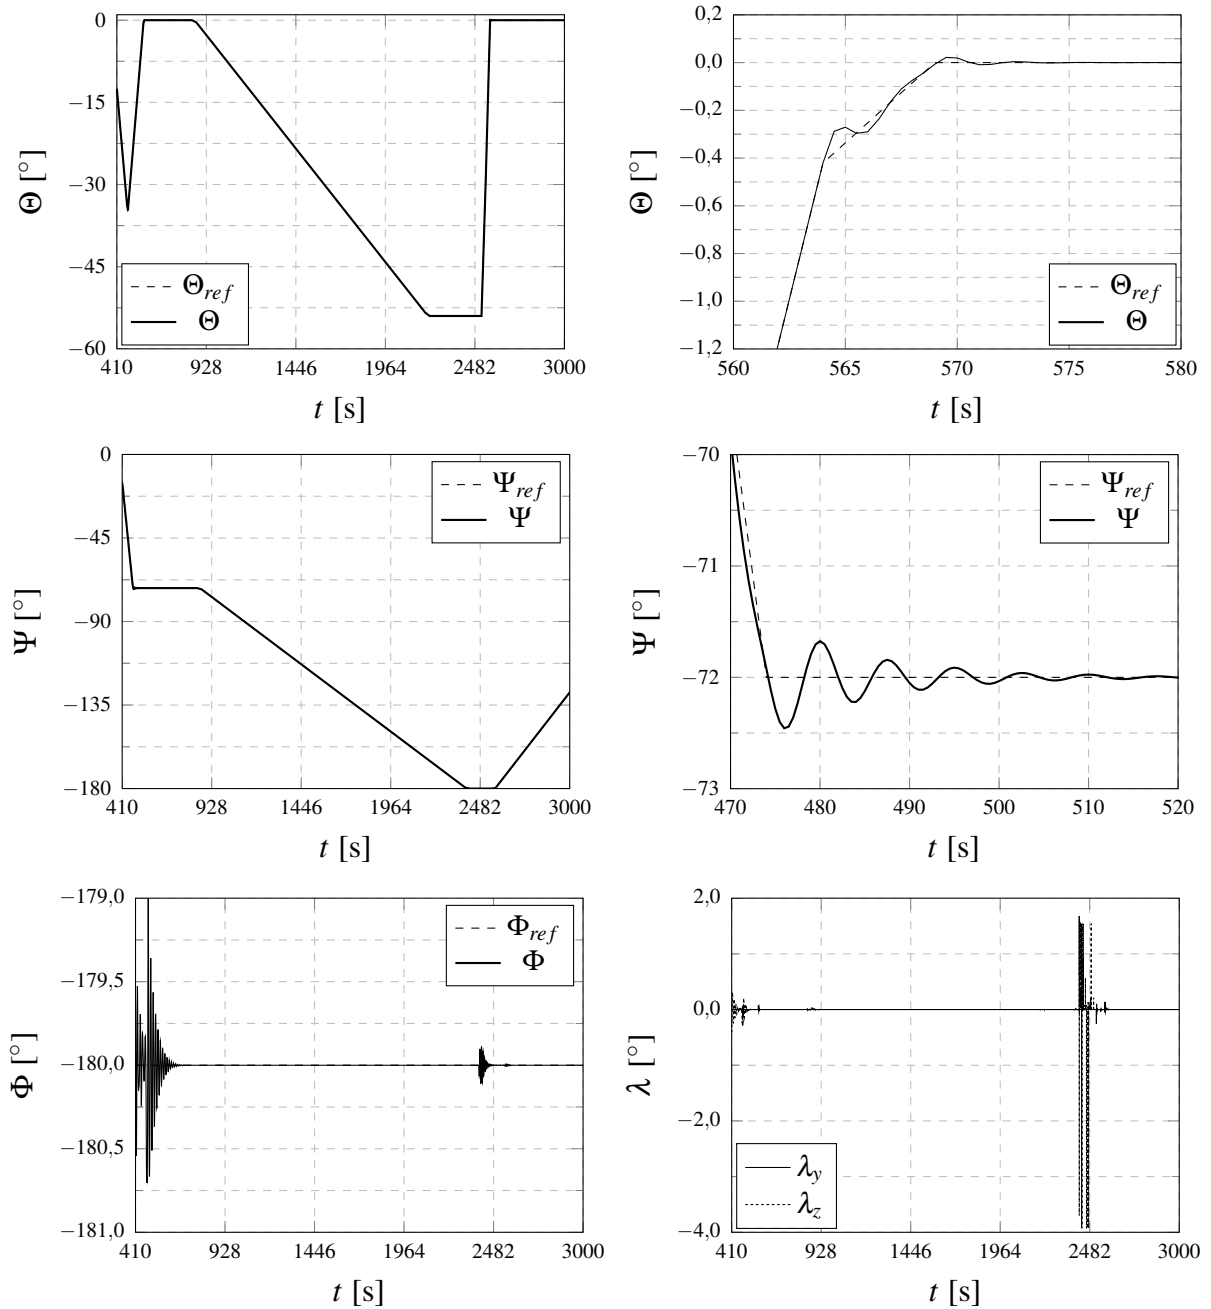 0
−15
−30
−45
−60
410 928 1446 1964 2482 3000
Θ [°]
t [s]
Θref
Θ
0,2
0,0
−0,2
−0,4
−0,6
−0,8
−1,0
−1,2
560 565 570 575 580
Θ [°]
t [s]
Θref
Θ
0
−45
−90
−135
−180
410 928 1446 1964 2482 3000
Ψ [°]
t [s]
Ψref
Ψ
−70
−71
−72
−73
470 480 490 500 510 520
Ψ [°]
t [s]
Ψref
Ψ
−179,0
−179,5
−180,0
−180,5
−181,0
410 928 1446 1964 2482 3000
Φ [°]
t [s]
Φref
Φ
2,0
0,0
−2,0
−4,0
410 928 1446 1964 2482 3000
λ [°]
t [s]
λy
λz